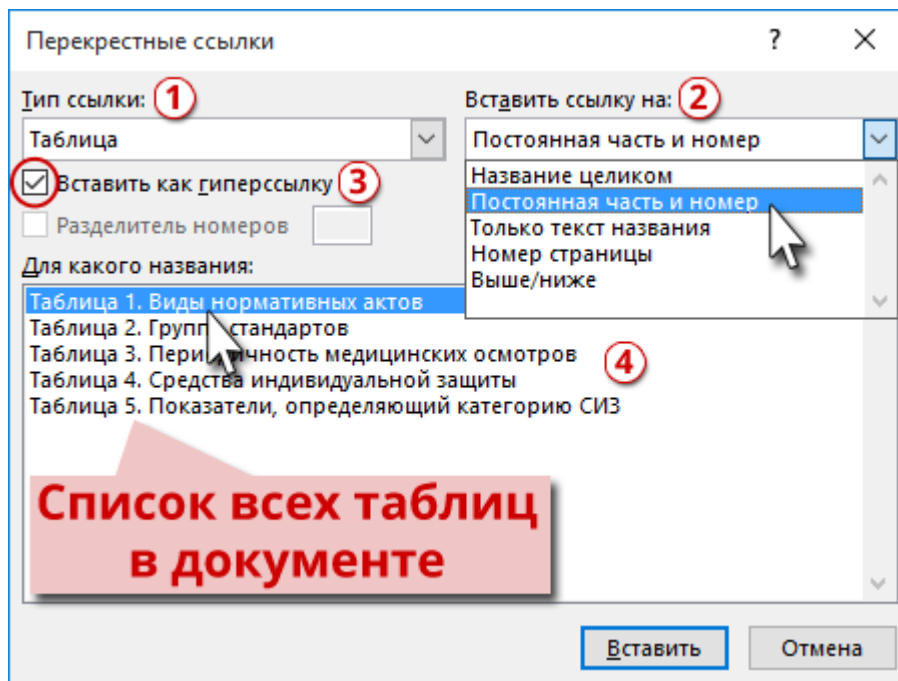 Перекрестные ссылки ? ×
Тип ссылки: 1 Вставить ссылку на: 2
Таблица Постоянная часть и номер
Вставить как гиперссылку 3 Название целиком
Постоянная часть и номер
Разделитель номеров Только текст названия
Номер страницы
Для какого названия: Выше/ниже
Таблица 1. Виды нормативных актов
Таблица 2. стандартов
Таблица 3. медицинских осмотров
Таблица 4. Средства индивидуальной защиты 4
Таблица 5. Показатели, определяющий категорию СИЗ
Список всех таблиц
в документе
Вставить Отмена